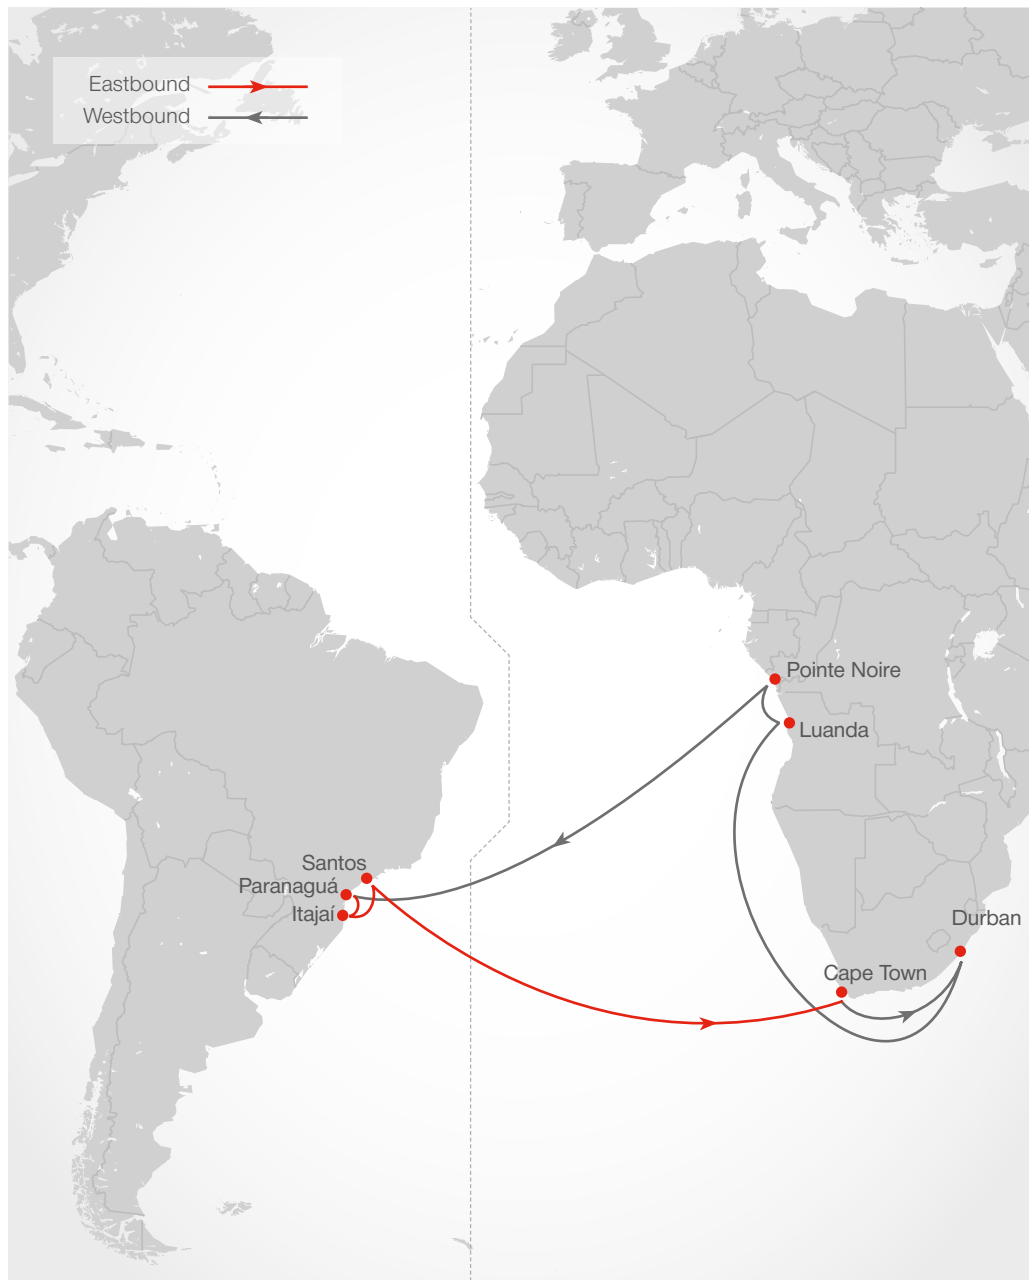 Eastbound
Westbound
Pointe Noire
Luanda
Santos
Paranaguá
Itajaí
Durban
Cape Town